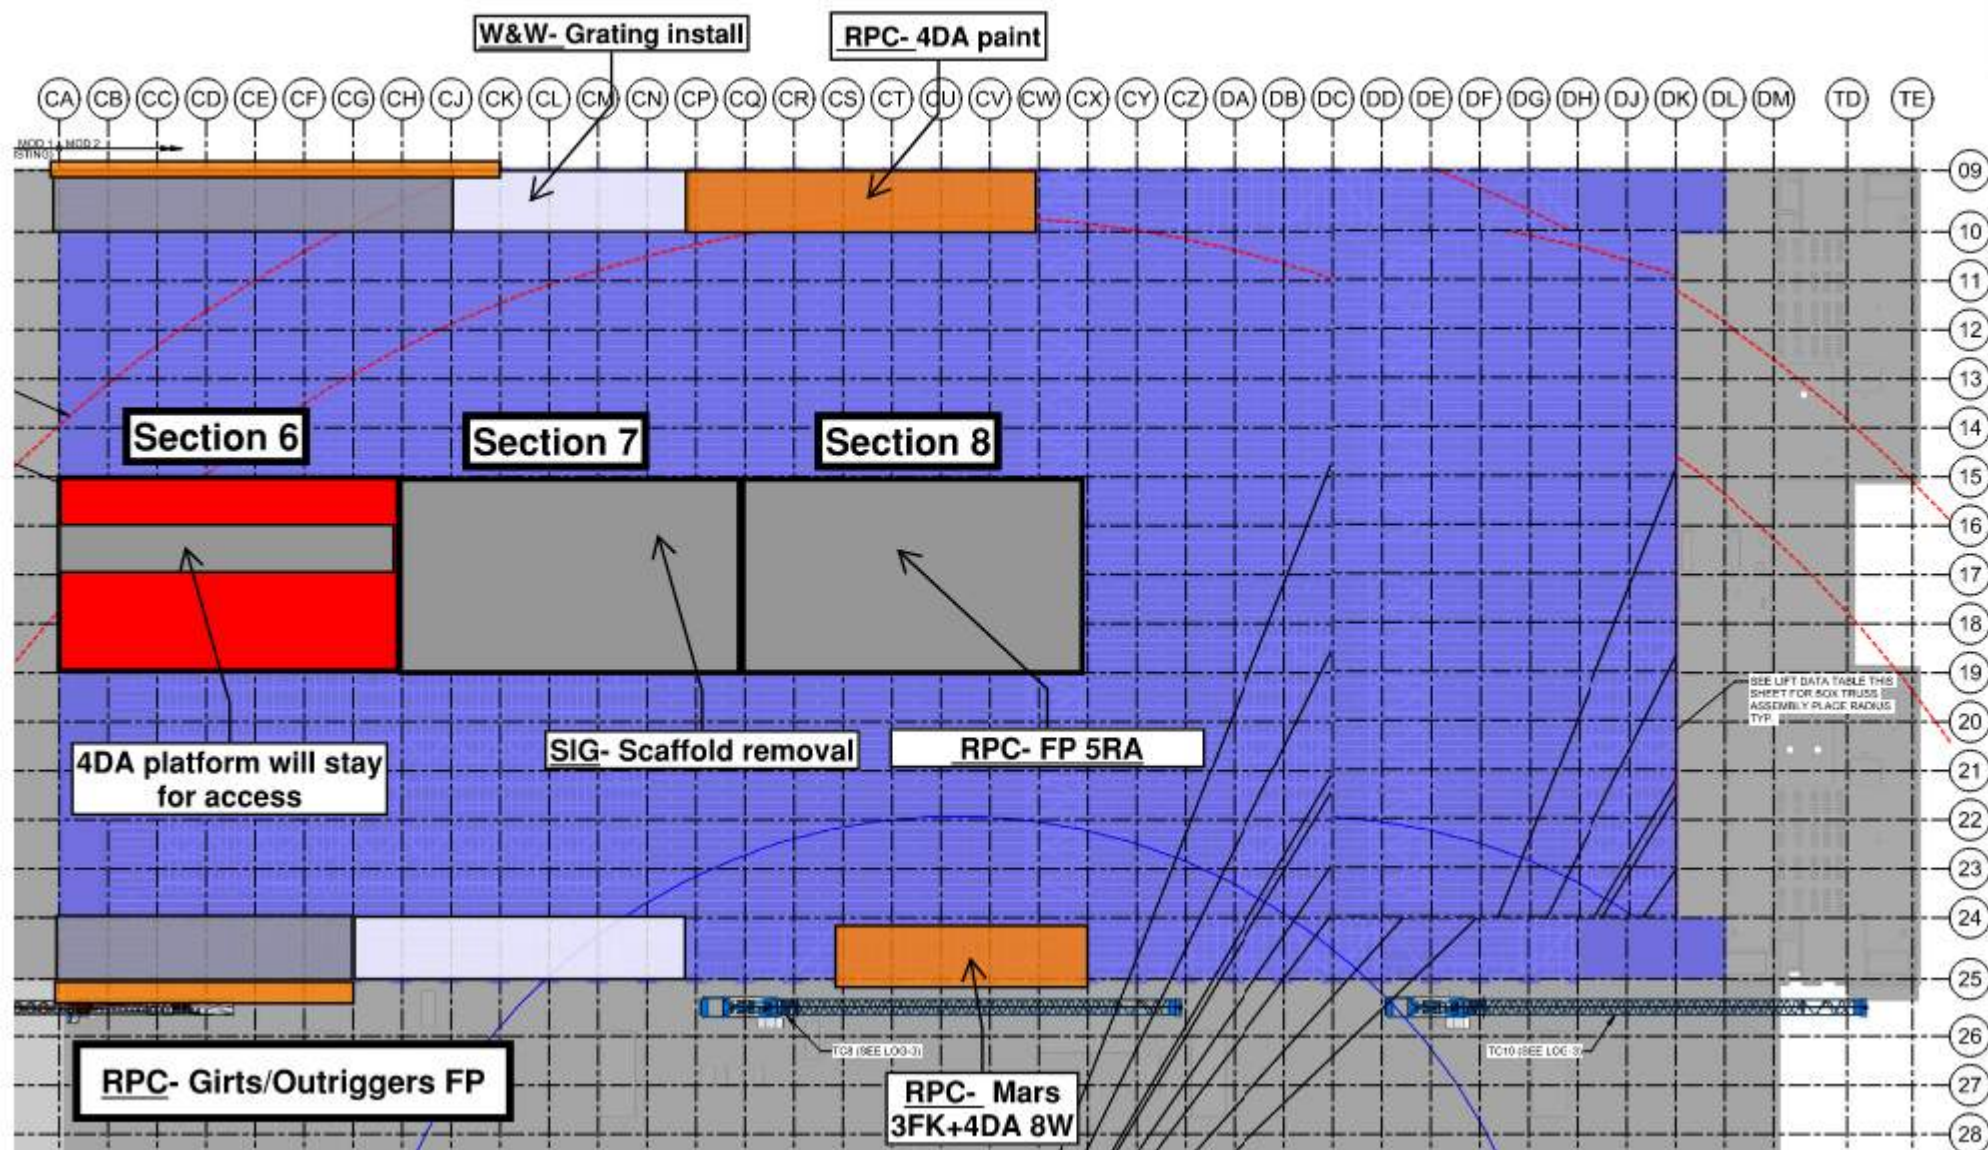 W&W- Grating install
RPC- 4DA paint
CA CB CC CD CE CF CG CH CJ CK CL CM CN CP CQ CR CS CT CU CV CW CX CY CZ DA DB DC DD DE DF DG DH DJ DK DL DM TD TE
MOD 1 MOD 2
09
10
11
12
13
Section 6
Section 7
Section 8
14
15
16
17
18
19
SEE LIFT DATA TABLE THIS
SHEET FOR BOX TRUSS
ASSEMBLY PLACE RADIUS
TYP.
20
4DA platform will stay
for access
SIG- Scaffold removal
RPC- FP 5RA
21
22
23
24
25
26
TC8 (SEE LOG-3)
TC10 (SEE LOG-3)
RPC- Girts/Outriggers FP
RPC- Mars
3FK+4DA 8W
27
28